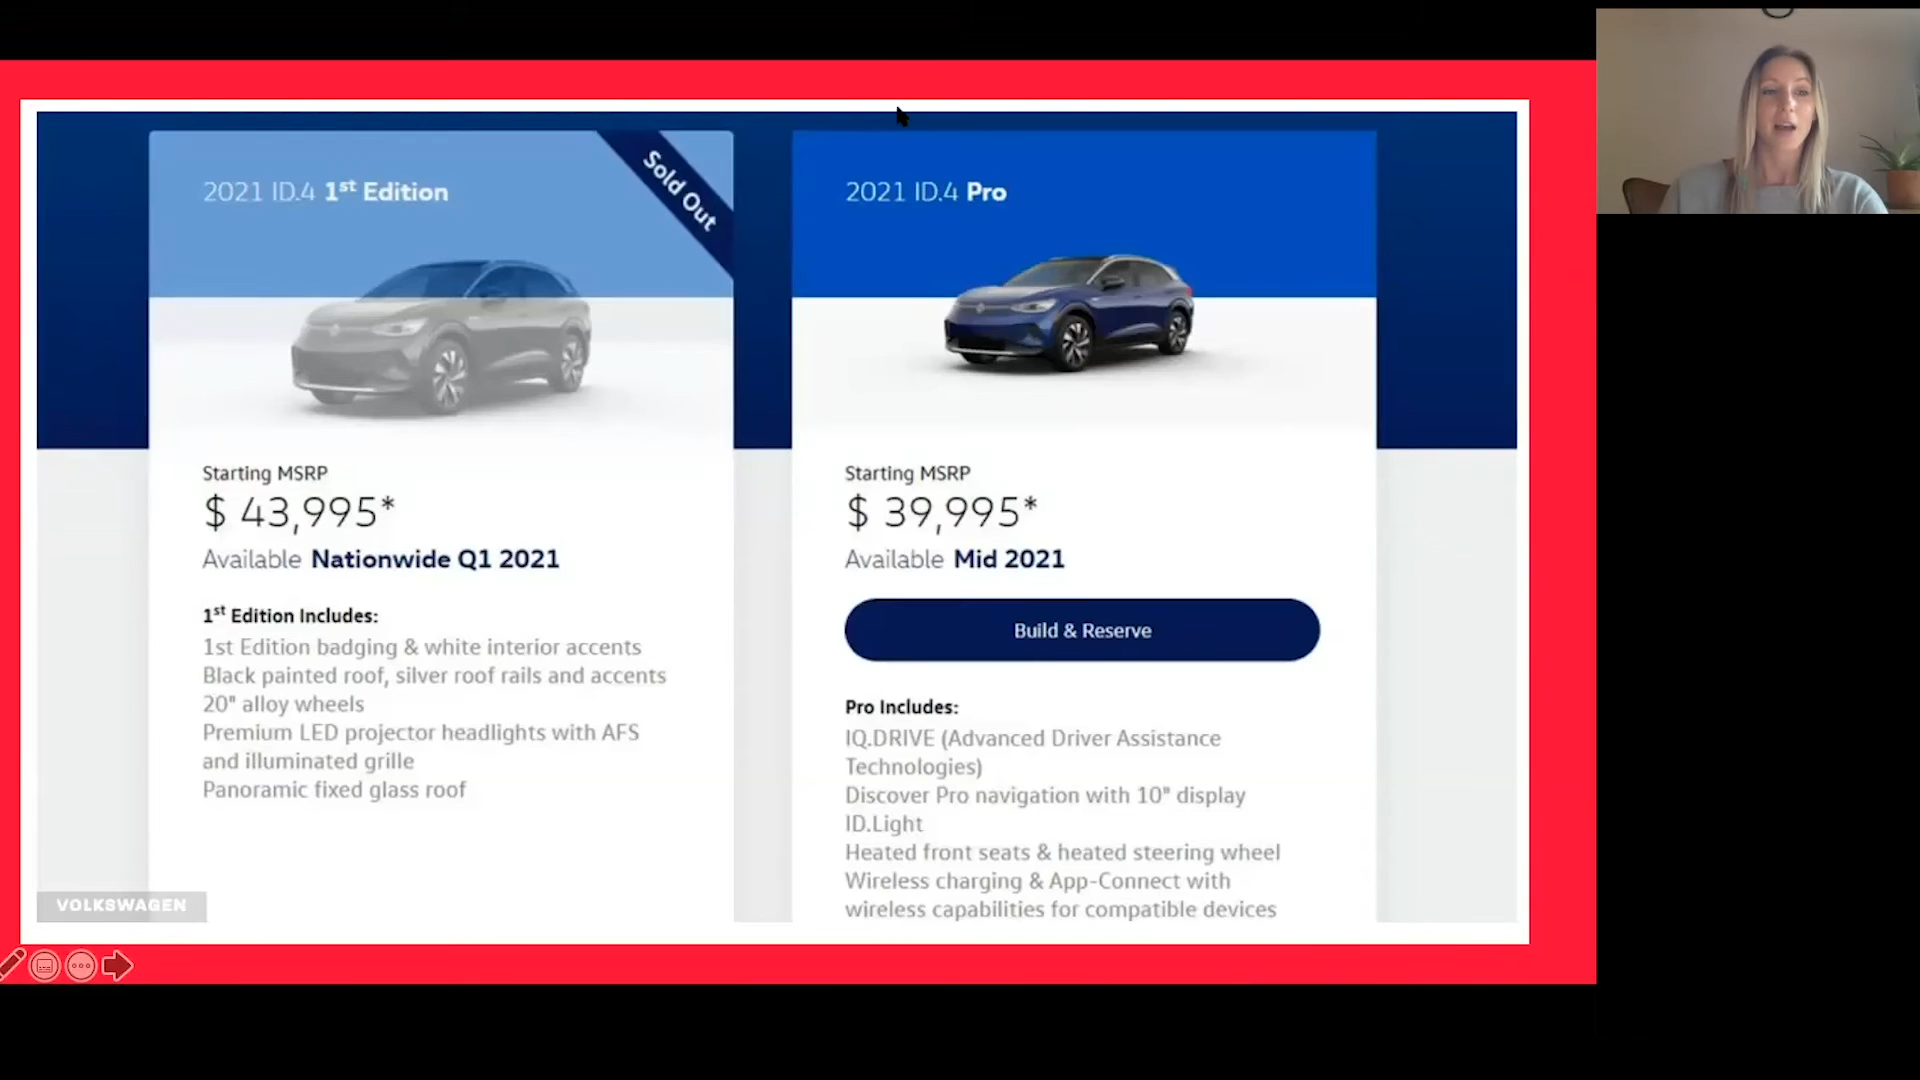 2021 ID.4 1st Edition
Sold Out
Starting MSRP
$ 43,995*
Available Nationwide Q1 2021
1st Edition Includes:
1st Edition badging & white interior accents
Black painted roof, silver roof rails and accents
20" alloy wheels
Premium LED projector headlights with AFS
and illuminated grille
Panoramic fixed glass roof
VOLKSWAGEN
2021 ID.4 Pro
Starting MSRP
$ 39,995*
Available Mid 2021
Build & Reserve
Pro Includes:
IQ.DRIVE (Advanced Driver Assistance
Technologies)
Discover Pro navigation with 10" display
ID.Light
Heated front seats & heated steering wheel
Wireless charging & App-Connect with
wireless capabilities for compatible devices